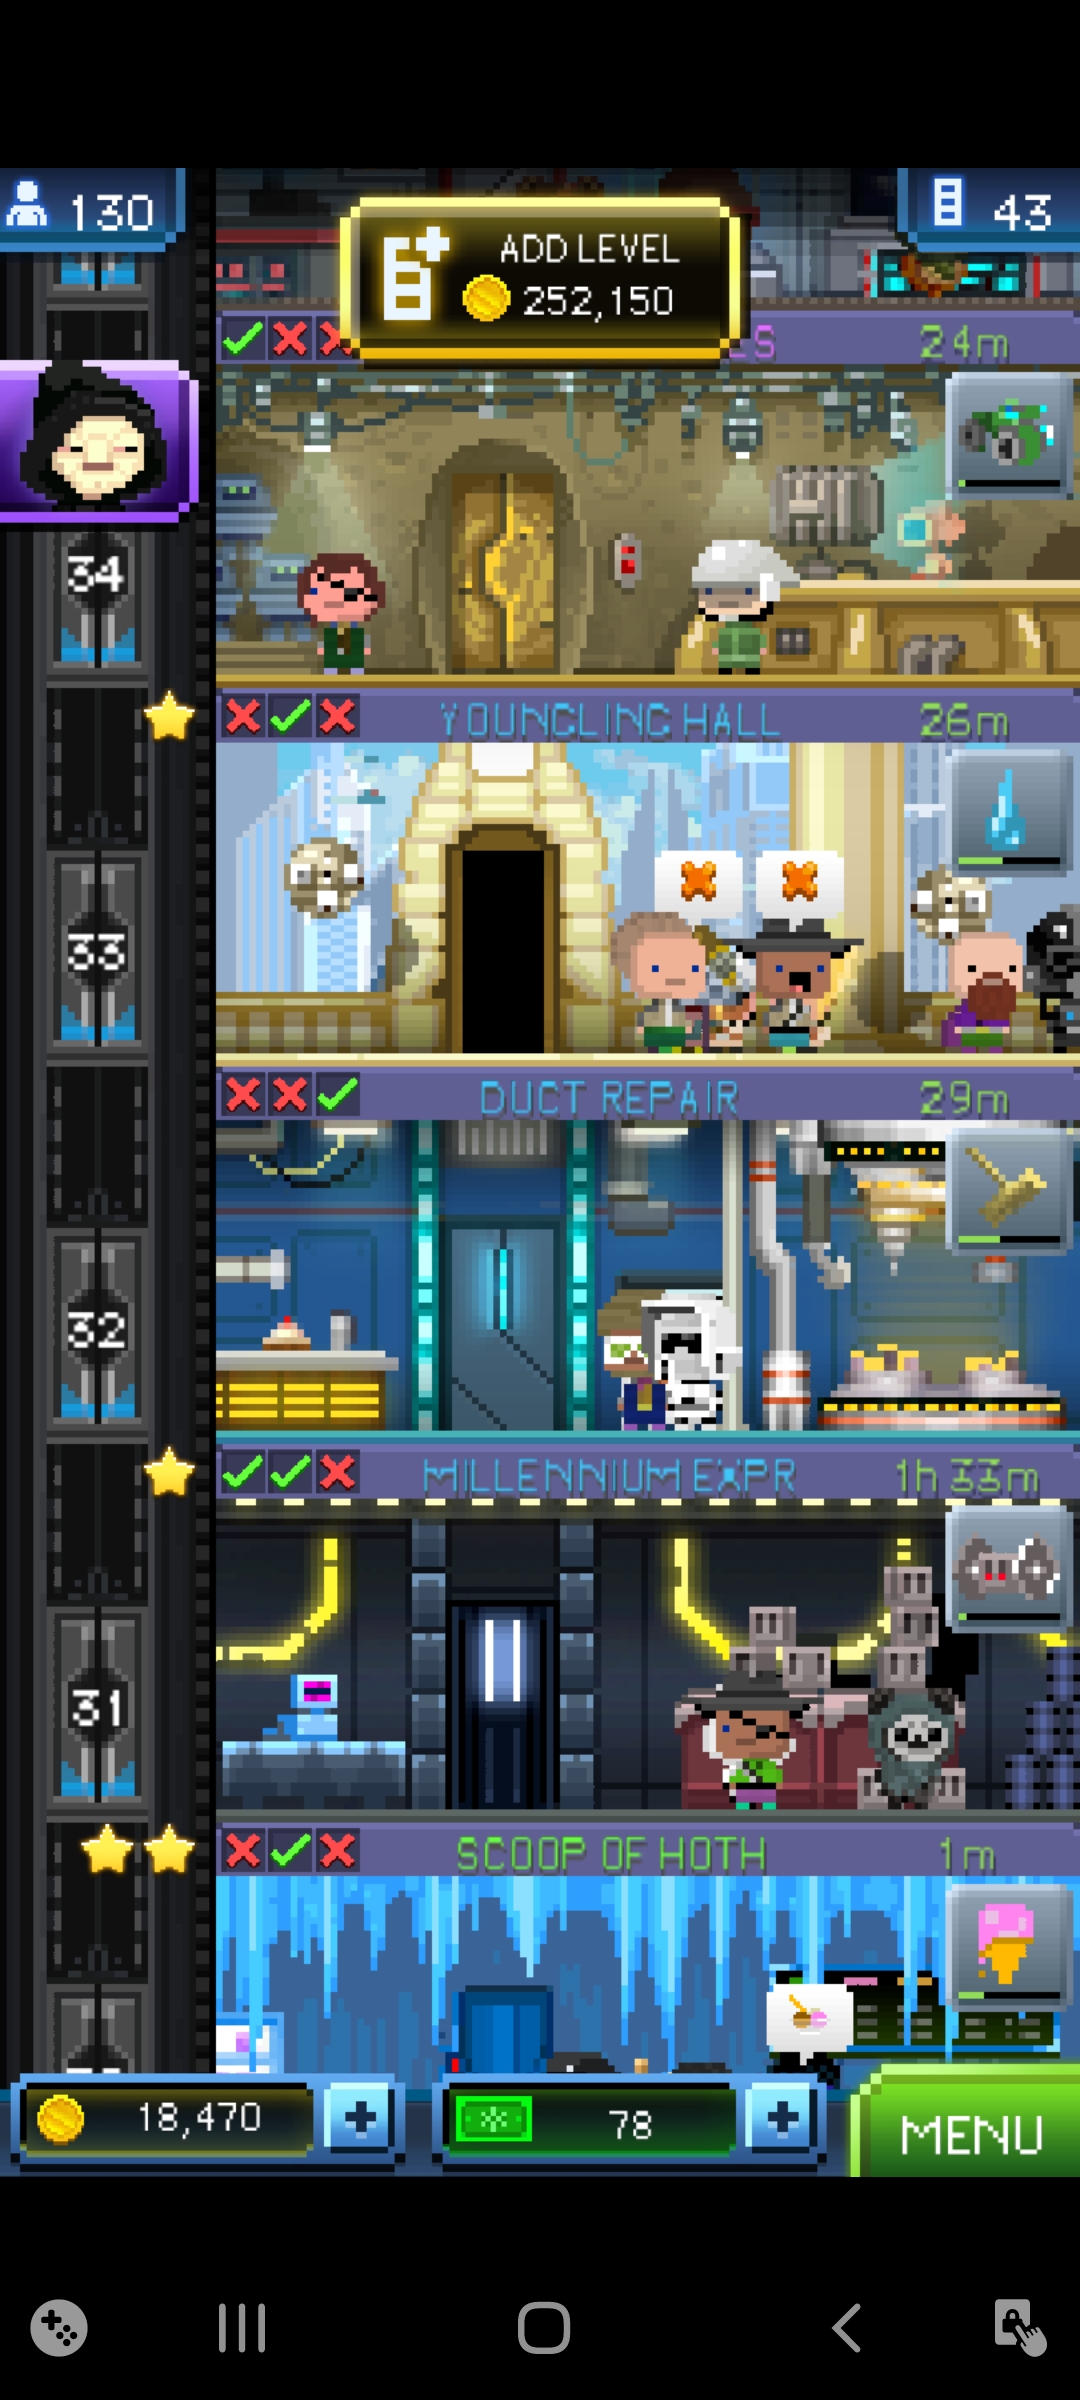 130
ADD LEVEL
252,150
43
24m
34
YOUNGLING HALL
26m
33
DUCT REPAIR
29m
32
MILLENNIUM EXPR
1h 33m
31
SCOOP OF HOTH
1m
18,470
78
MENU